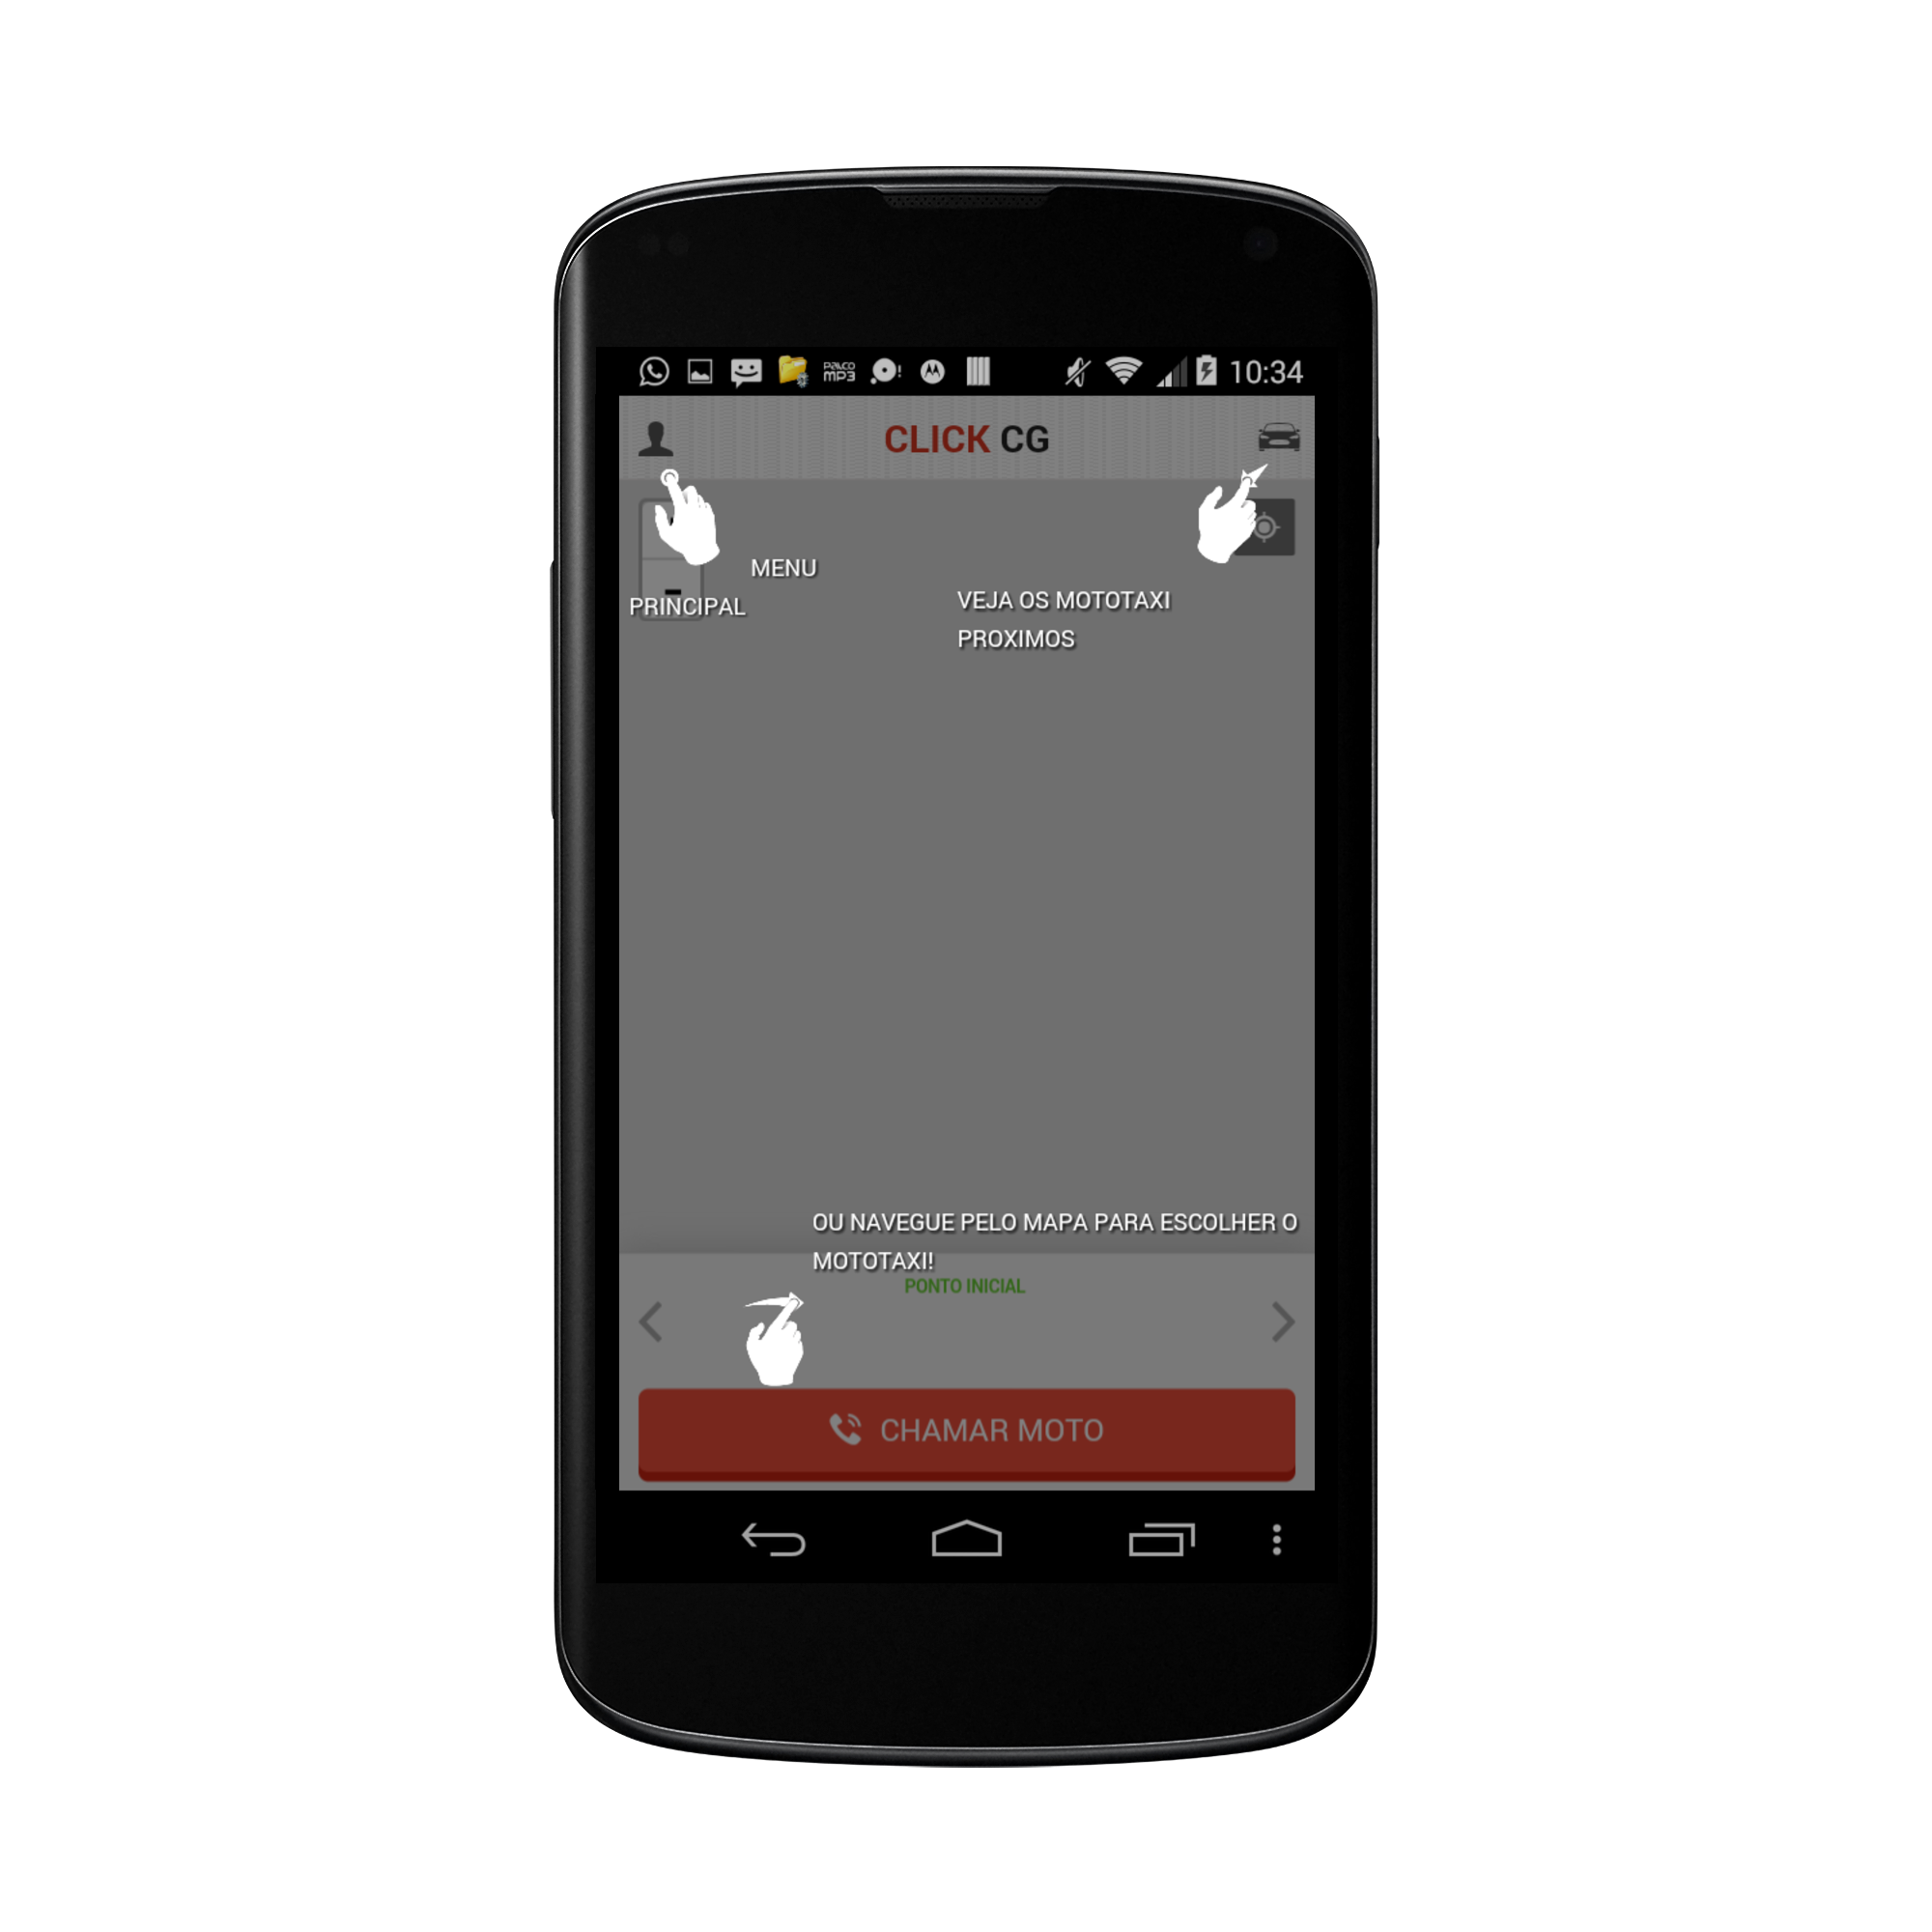 PALCO
MP3
10:34
CLICK CG
MENU
PRINCIPAL
VEJA OS MOTOTAXI
PROXIMOS
OU NAVEGUE PELO MAPA PARA ESCOLHER O
MOTOTAXI!
PONTO INICIAL
CHAMAR MOTO